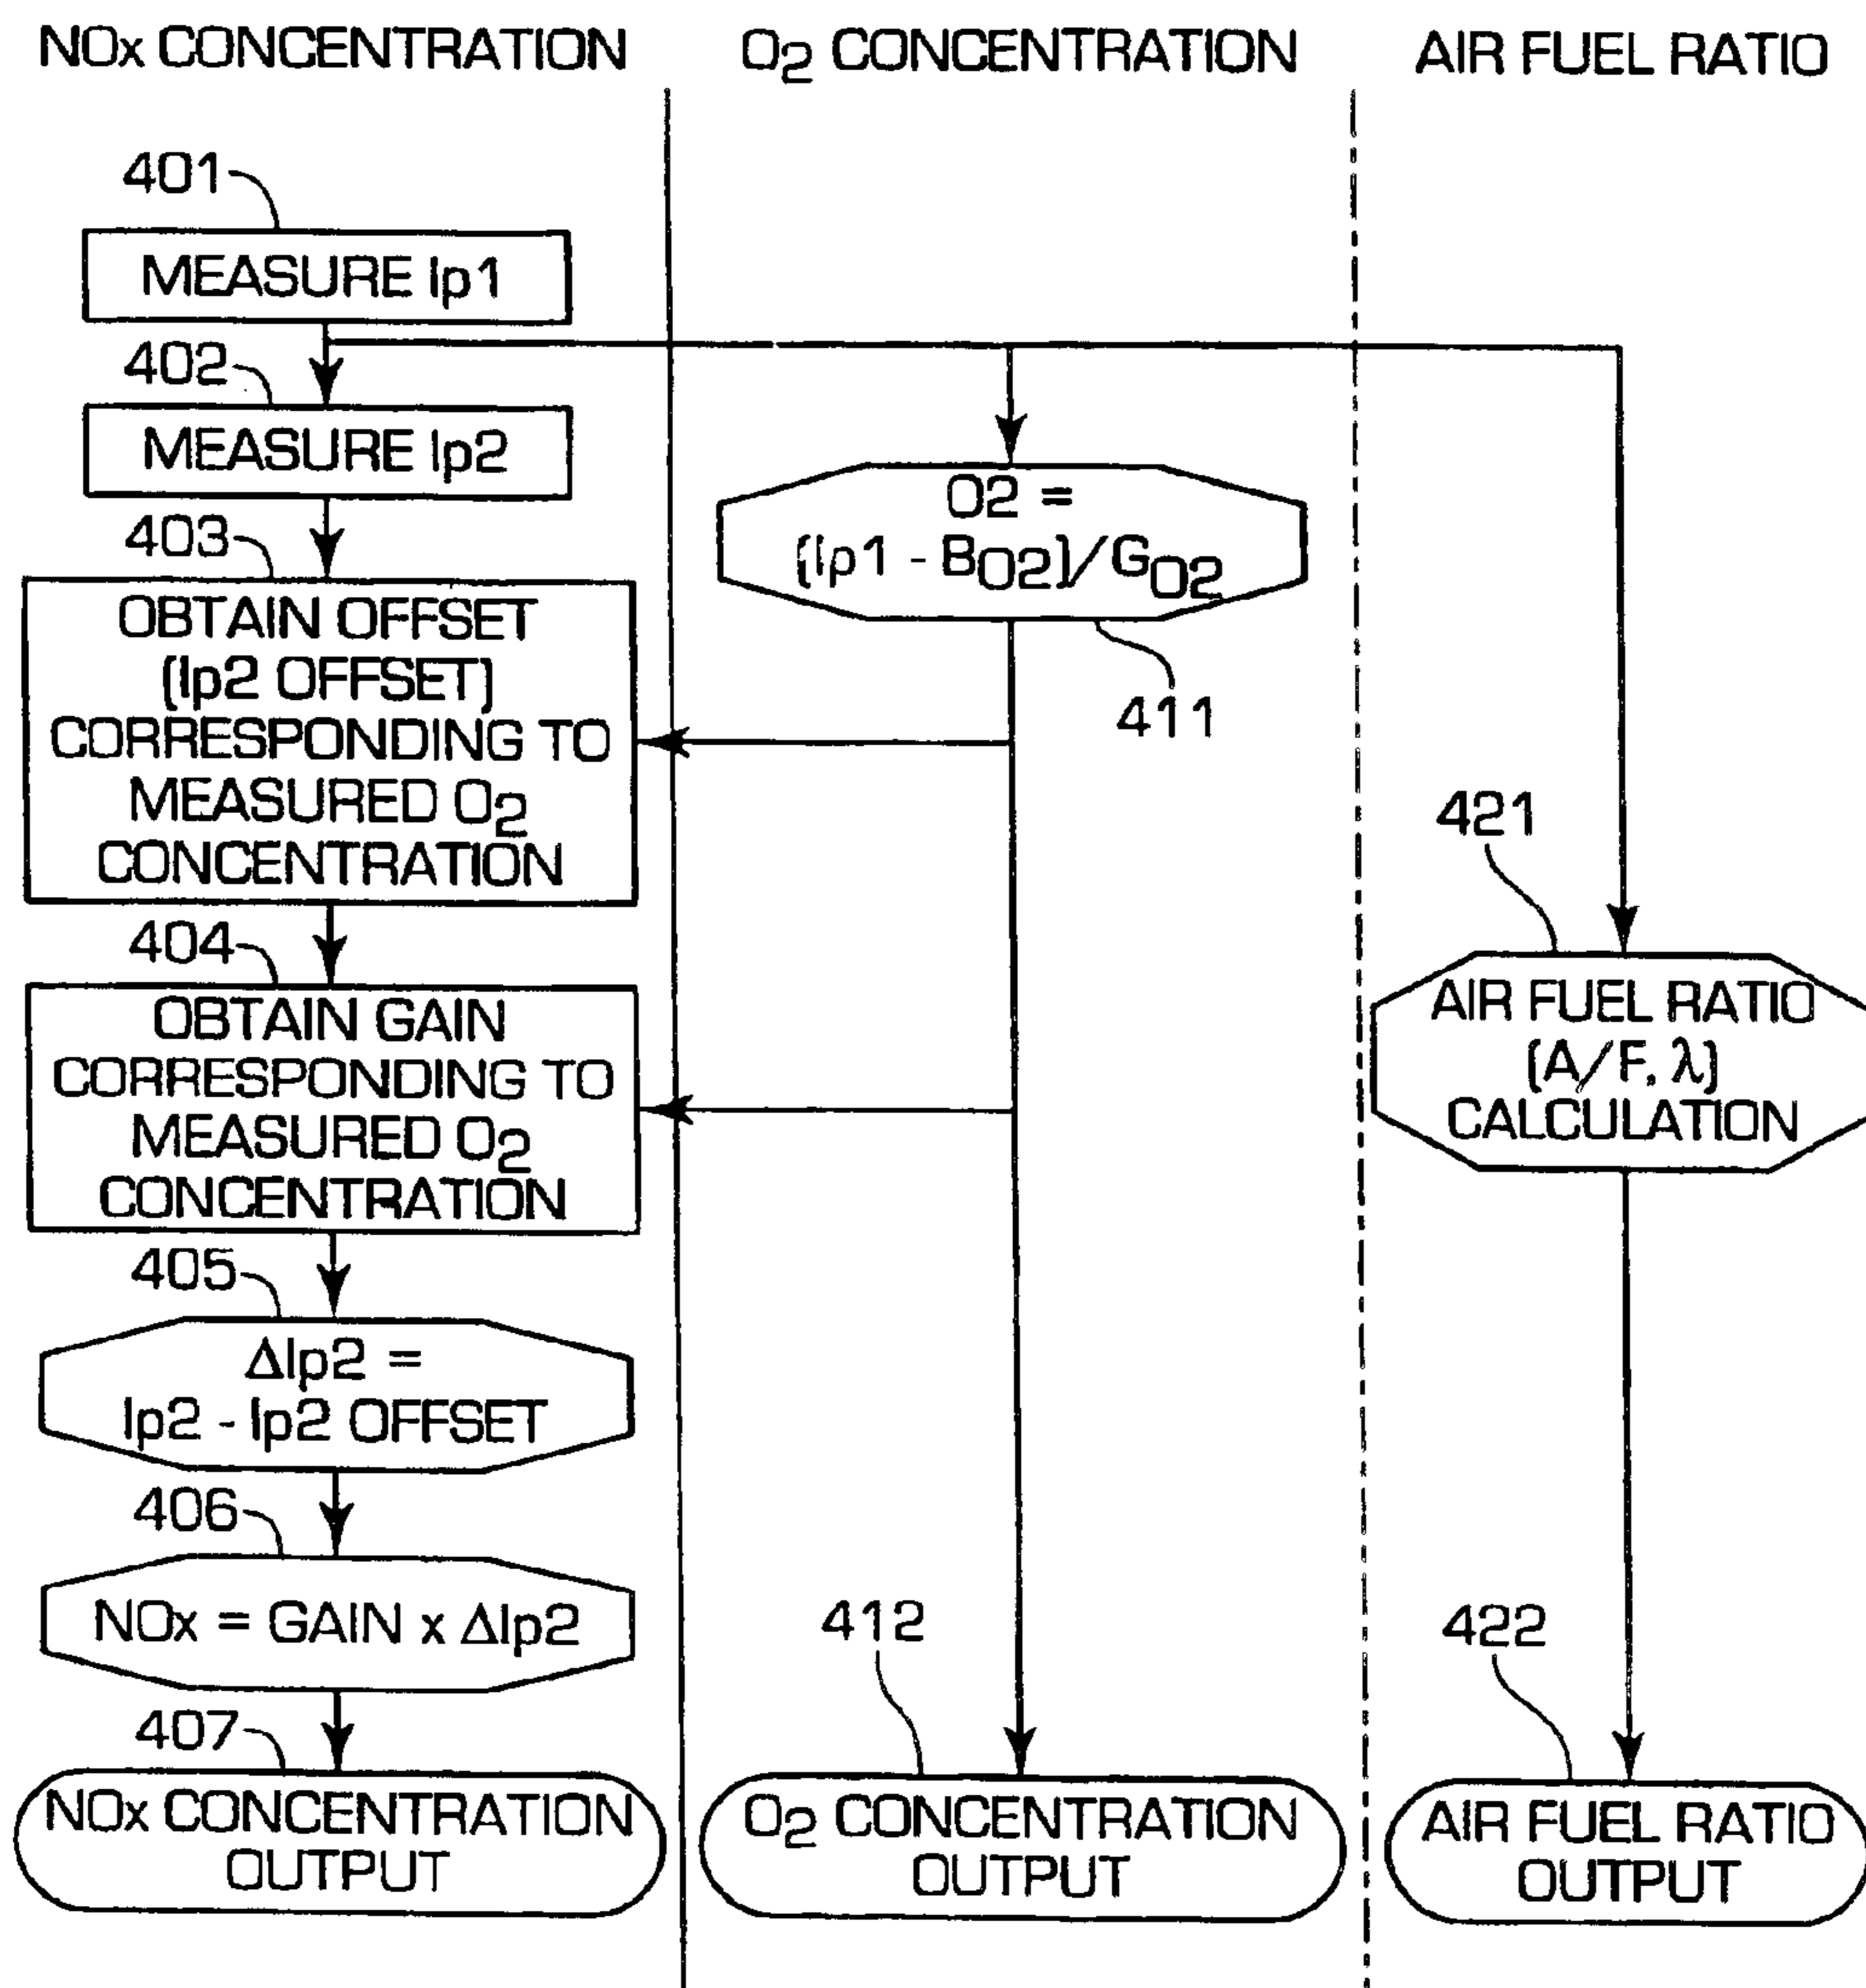 NOx CONCENTRATION
O2 CONCENTRATION
AIR FUEL RATIO
401
MEASURE Ip1
402
MEASURE Ip2
403
OBTAIN OFFSET
(Ip2 OFFSET)
CORRESPONDING TO
MEASURED O2
CONCENTRATION
404
OBTAIN GAIN
CORRESPONDING TO
MEASURED O2
CONCENTRATION
405
ΔIp2 =
Ip2 - Ip2 OFFSET
406
NOx = GAIN x ΔIp2
407
NOx CONCENTRATION
OUTPUT
O2 =
(Ip1 - BO2)/GO2
411
412
O2 CONCENTRATION
OUTPUT
421
AIR FUEL RATIO
(A/F, λ)
CALCULATION
422
AIR FUEL RATIO
OUTPUT